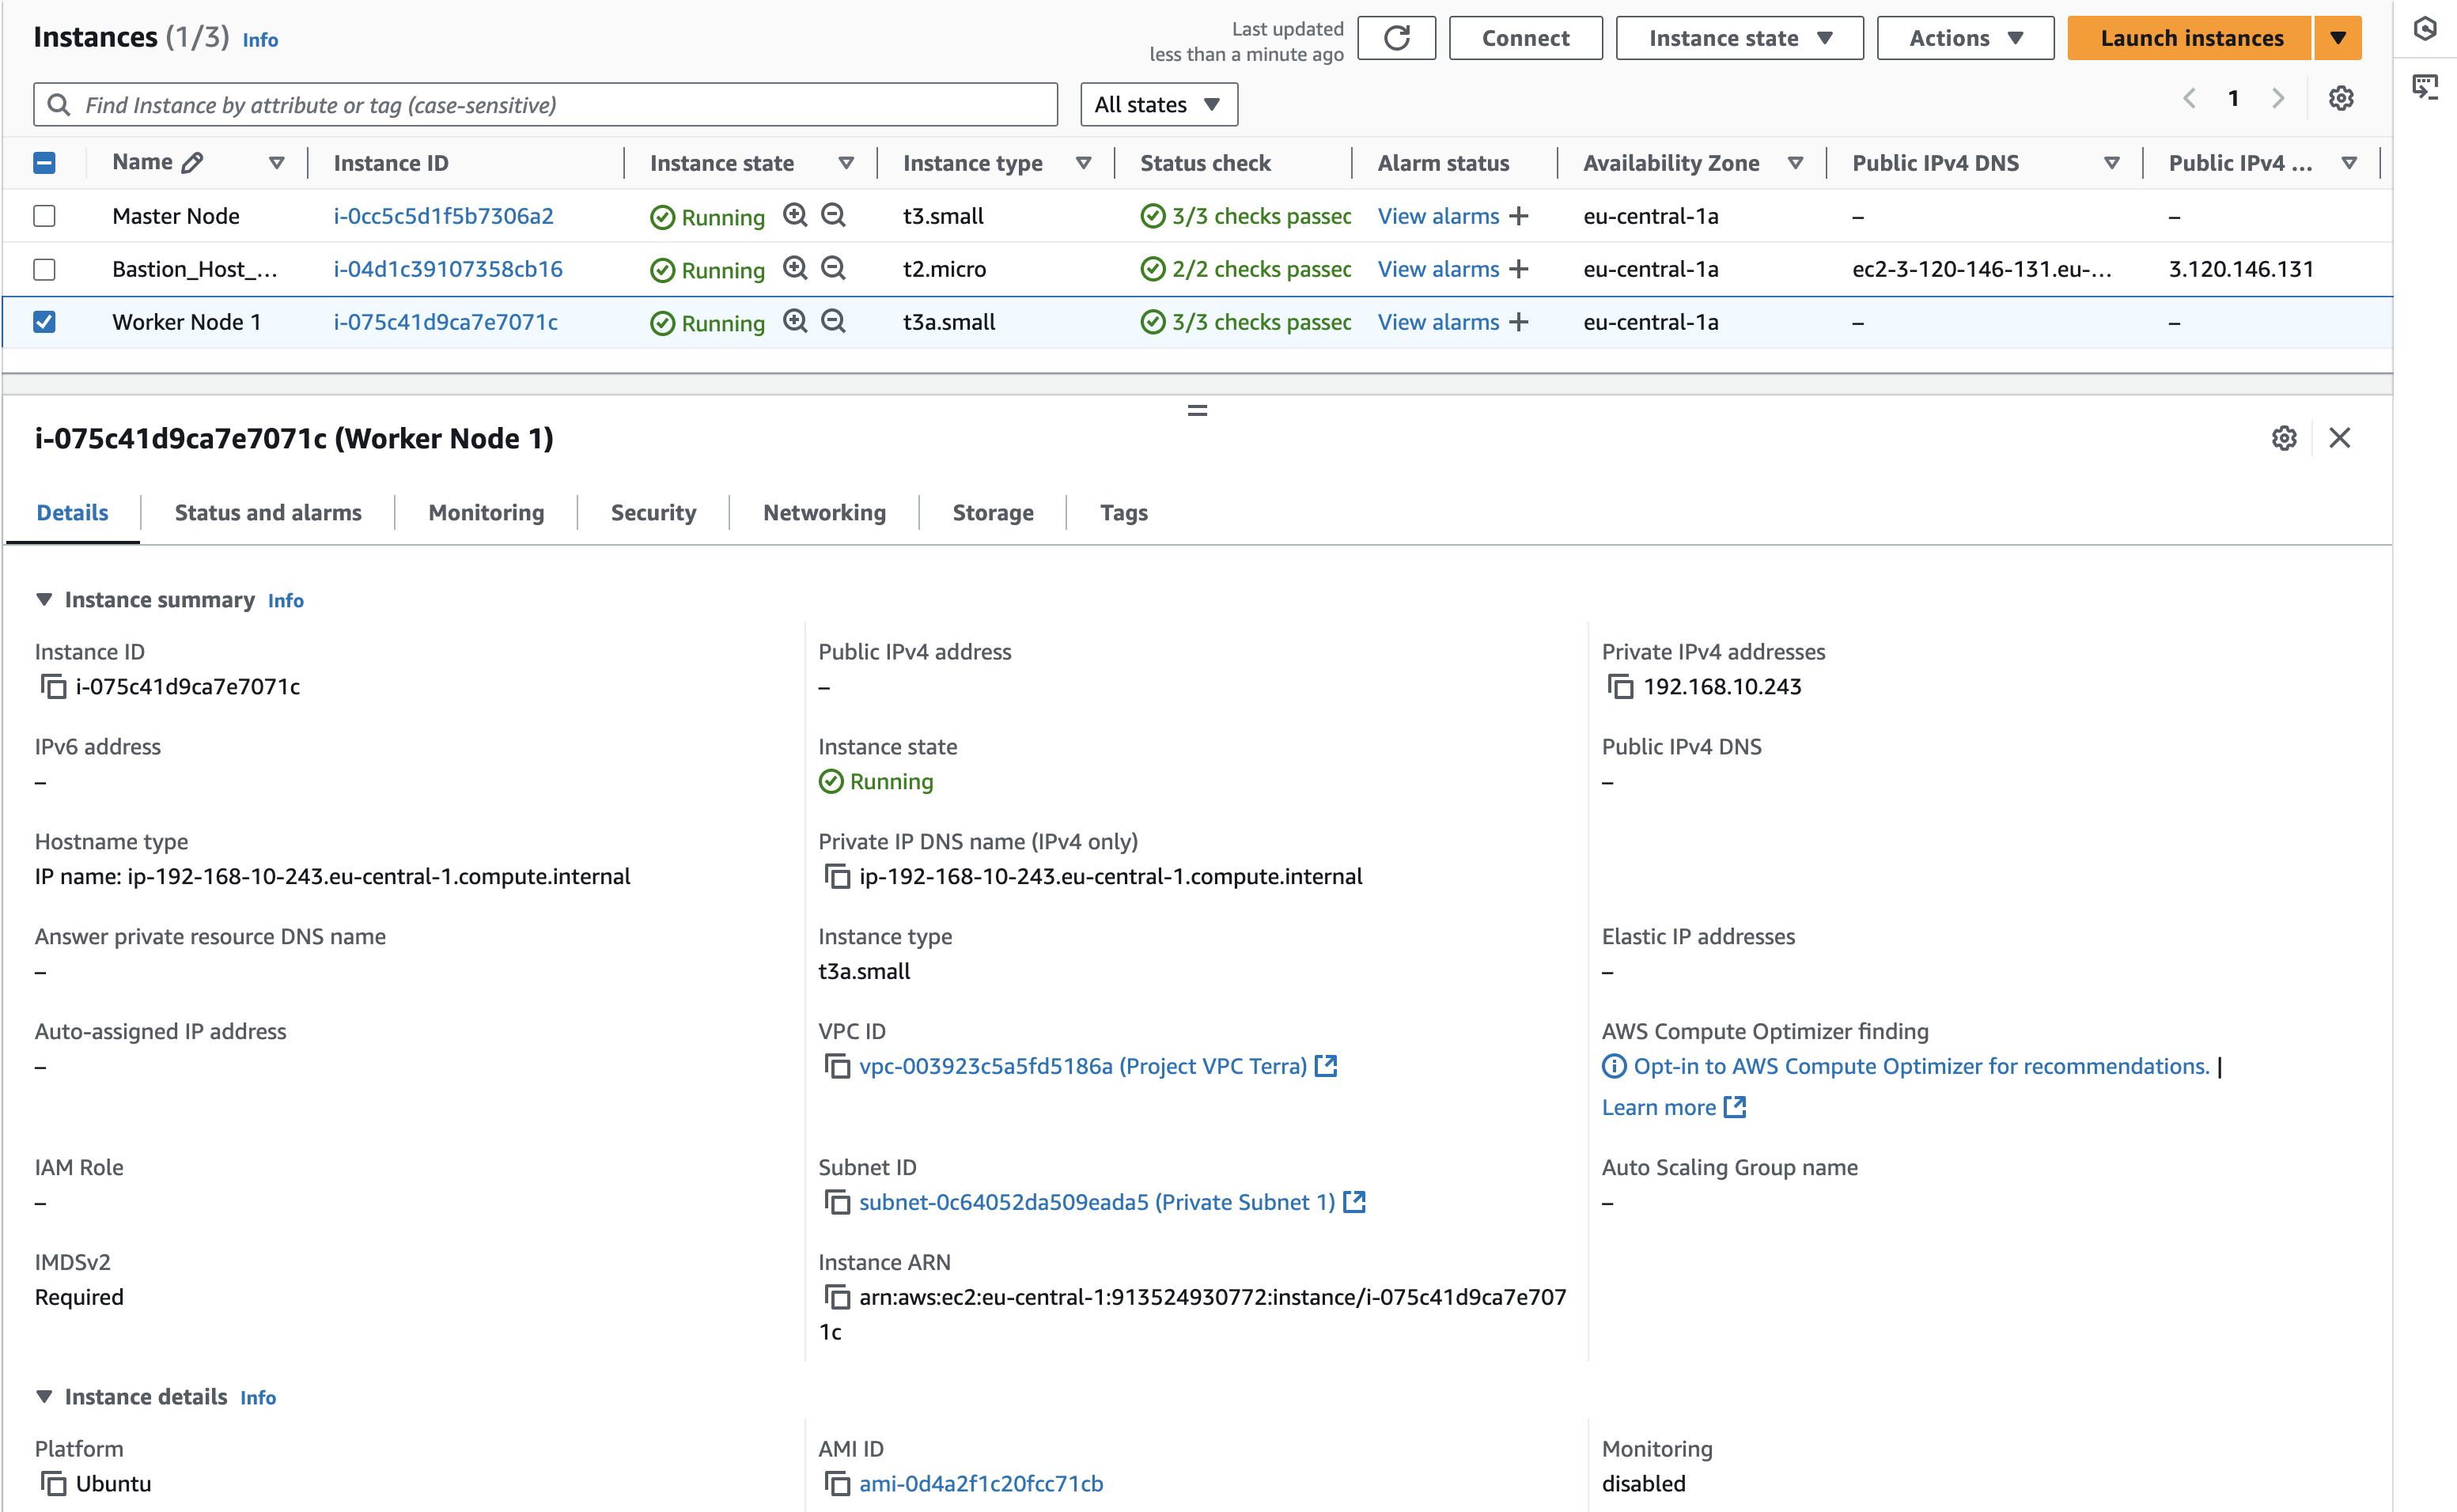 Instances (1/3) Info
Last updated
less than a minute ago
Connect
Instance state
Actions
Launch instances
Find Instance by attribute or tag (case-sensitive)
All states
1
Name Instance ID Instance state Instance type Status check Alarm status Availability Zone Public IPv4 DNS Public IPv4 ...
Master Node i-0cc5c5d1f5b7306a2 Running t3.small 3/3 checks passec View alarms + eu-central-1a – –
Bastion_Host_... i-04d1c39107358cb16 Running t2.micro 2/2 checks passec View alarms + eu-central-1a ec2-3-120-146-131.eu-... 3.120.146.131
Worker Node 1 i-075c41d9ca7e7071c Running t3a.small 3/3 checks passec View alarms + eu-central-1a – –
i-075c41d9ca7e7071c (Worker Node 1)
Details Status and alarms Monitoring Security Networking Storage Tags
Instance summary Info
Instance ID
i-075c41d9ca7e7071c
Public IPv4 address
–
Private IPv4 addresses
192.168.10.243
IPv6 address
–
Instance state
Running
Public IPv4 DNS
–
Hostname type
IP name: ip-192-168-10-243.eu-central-1.compute.internal
Private IP DNS name (IPv4 only)
ip-192-168-10-243.eu-central-1.compute.internal
Answer private resource DNS name
–
Instance type
t3a.small
Elastic IP addresses
–
Auto-assigned IP address
–
VPC ID
vpc-003923c5a5fd5186a (Project VPC Terra)
AWS Compute Optimizer finding
Opt-in to AWS Compute Optimizer for recommendations. |
Learn more
IAM Role
–
Subnet ID
subnet-0c64052da509eada5 (Private Subnet 1)
Auto Scaling Group name
–
IMDSv2
Required
Instance ARN
arn:aws:ec2:eu-central-1:913524930772:instance/i-075c41d9ca7e707
1c
Instance details Info
Platform
Ubuntu
AMI ID
ami-0d4a2f1c20fcc71cb
Monitoring
disabled